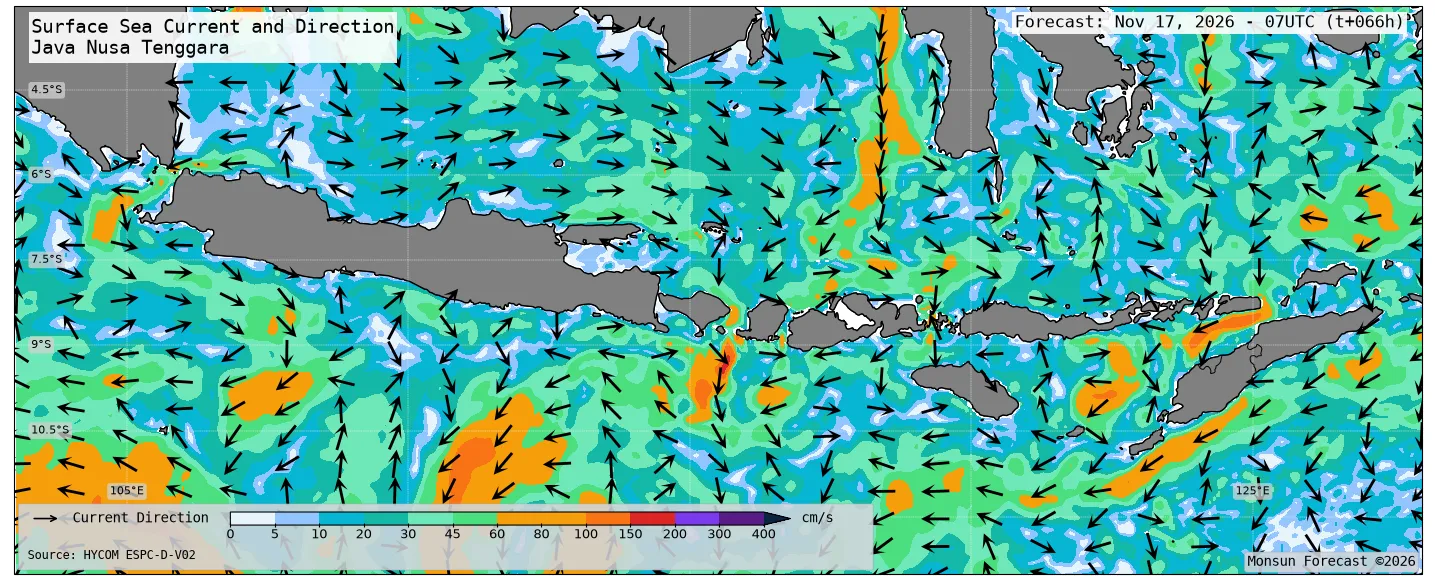 Surface Sea Current and Direction
Java Nusa Tenggara
Forecast: Nov 17, 2026 - 07UTC (t+066h)
4.5°S
6°S
7.5°S
9°S
10.5°S
105°E
125°E
Current Direction
0 5 10 20 30 45 60 80 100 150 200 300 400 cm/s
Source: HYCOM ESPC-D-V02
Monsun Forecast ©2026